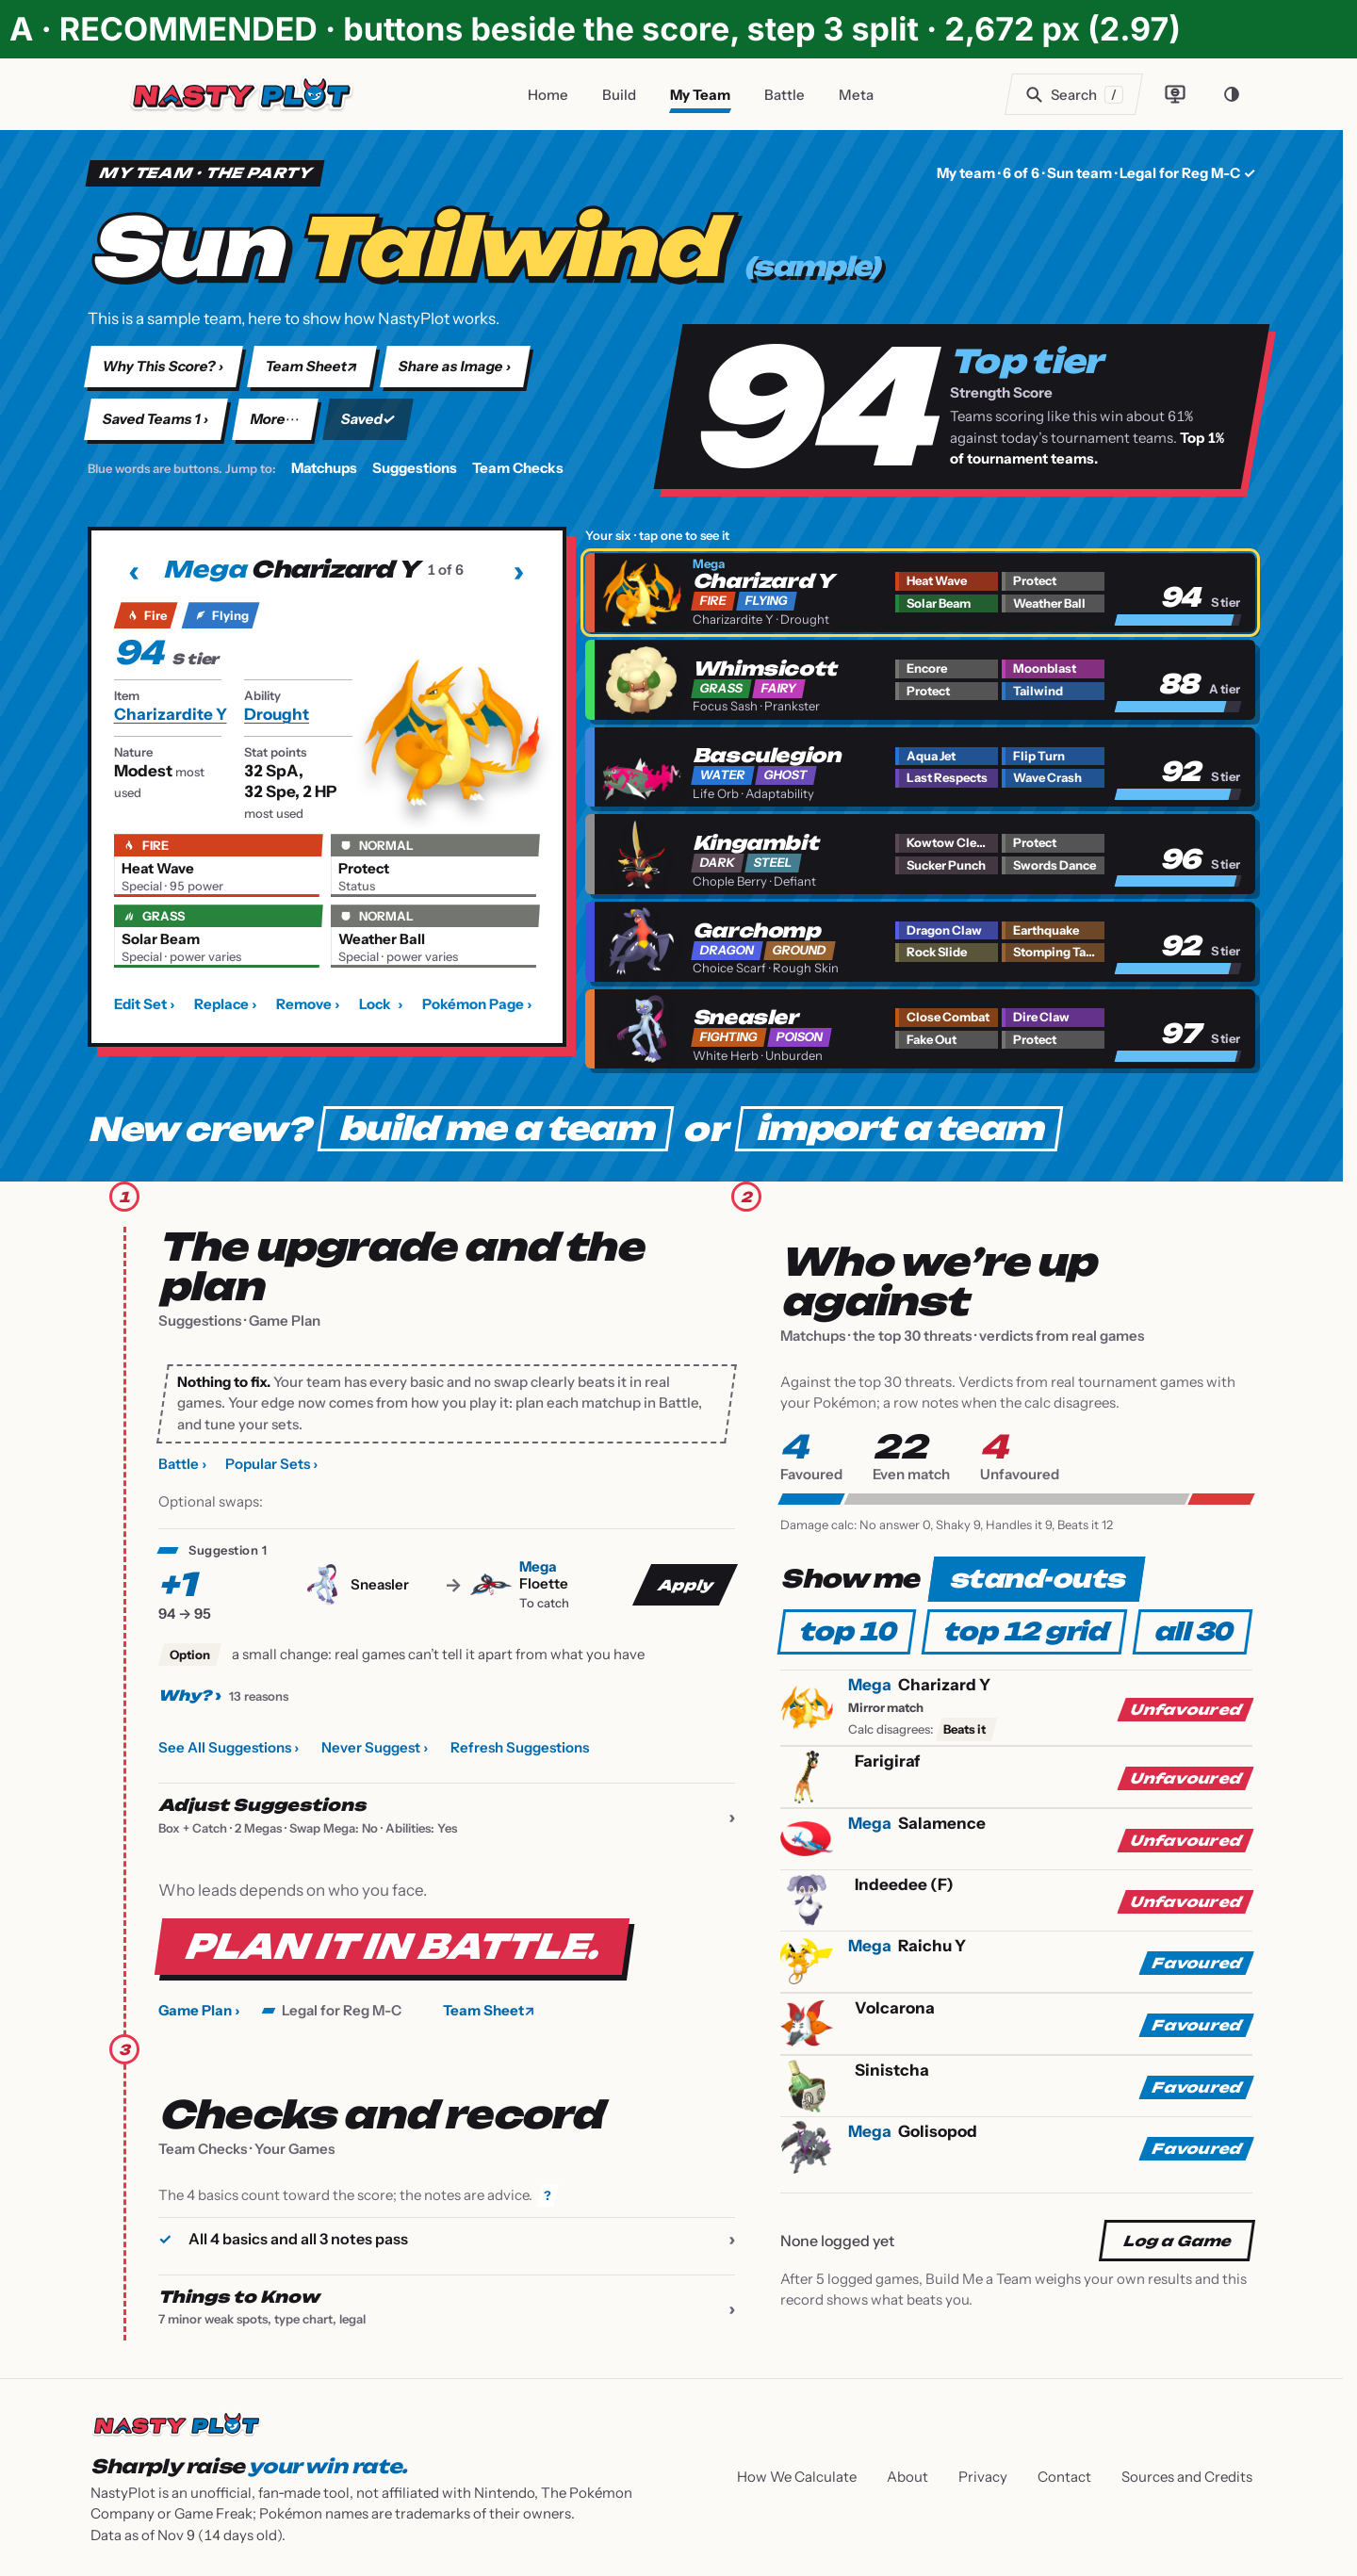 A · RECOMMENDED · buttons beside the score, step 3 split · 2,672 px (2.97)
NASTY PLOT
Home
Build
My Team
Battle
Meta
Search /
MY TEAM · THE PARTY
My team · 6 of 6 · Sun team · Legal for Reg M-C ✓
Sun Tailwind (sample)
This is a sample team, here to show how NastyPlot works.
Why This Score? ›
Team Sheet↗
Share as Image ›
Saved Teams 1 ›
More···
Saved✓
Blue words are buttons. Jump to: Matchups Suggestions Team Checks
94
Top tier
Strength Score
Teams scoring like this win about 61%
against today's tournament teams. Top 1%
of tournament teams.
‹ Mega Charizard Y 1 of 6 ›
Fire Flying
94 S tier
Item
Charizardite Y
Ability
Drought
Nature
Modest most
used
Stat points
32 SpA,
32 Spe, 2 HP
most used
FIRE
Heat Wave
Special · 95 power
NORMAL
Protect
Status
GRASS
Solar Beam
Special · power varies
NORMAL
Weather Ball
Special · power varies
Edit Set ›
Replace ›
Remove ›
Lock ›
Pokémon Page ›
Your six · tap one to see it
Mega
Charizard Y
FIRE FLYING
Charizardite Y · Drought
Heat Wave Protect
Solar Beam Weather Ball
94 S tier
Whimsicott
GRASS FAIRY
Focus Sash · Prankster
Encore Moonblast
Protect Tailwind
88 A tier
Basculegion
WATER GHOST
Life Orb · Adaptability
Aqua Jet Flip Turn
Last Respects Wave Crash
92 S tier
Kingambit
DARK STEEL
Chople Berry · Defiant
Kowtow Cle... Protect
Sucker Punch Swords Dance
96 S tier
Garchomp
DRAGON GROUND
Choice Scarf · Rough Skin
Dragon Claw Earthquake
Rock Slide Stomping Ta...
92 S tier
Sneasler
FIGHTING POISON
White Herb · Unburden
Close Combat Dire Claw
Fake Out Protect
97 S tier
New crew? build me a team or import a team
1
The upgrade and the
plan
Suggestions · Game Plan
Nothing to fix. Your team has every basic and no swap clearly beats it in real
games. Your edge now comes from how you play it: plan each matchup in Battle,
and tune your sets.
Battle › Popular Sets ›
Optional swaps:
Suggestion 1
+1
94 → 95
Sneasler
→
Mega
Floette
To catch
Apply
Option a small change: real games can't tell it apart from what you have
Why? › 13 reasons
See All Suggestions › Never Suggest › Refresh Suggestions
Adjust Suggestions
Box + Catch · 2 Megas · Swap Mega: No · Abilities: Yes
›
Who leads depends on who you face.
PLAN IT IN BATTLE.
Game Plan › Legal for Reg M-C Team Sheet↗
2
Who we're up
against
Matchups · the top 30 threats · verdicts from real games
Against the top 30 threats. Verdicts from real tournament games with
your Pokémon; a row notes when the calc disagrees.
4
Favoured
22
Even match
4
Unfavoured
Damage calc: No answer 0, Shaky 9, Handles it 9, Beats it 12
Show me stand-outs
top 10 top 12 grid all 30
Mega Charizard Y
Mirror match
Calc disagrees: Beats it
Unfavoured
Farigiraf
Unfavoured
Mega Salamence
Unfavoured
Indeedee (F)
Unfavoured
Mega Raichu Y
Favoured
Volcarona
Favoured
Sinistcha
Favoured
Mega Golisopod
Favoured
3
Checks and record
Team Checks · Your Games
The 4 basics count toward the score; the notes are advice. ?
✓ All 4 basics and all 3 notes pass ›
Things to Know
7 minor weak spots, type chart, legal
›
None logged yet
Log a Game
After 5 logged games, Build Me a Team weighs your own results and this
record shows what beats you.
NASTY PLOT
Sharply raise your win rate.
NastyPlot is an unofficial, fan-made tool, not affiliated with Nintendo, The Pokémon
Company or Game Freak; Pokémon names are trademarks of their owners.
Data as of Nov 9 (14 days old).
How We Calculate
About
Privacy
Contact
Sources and Credits